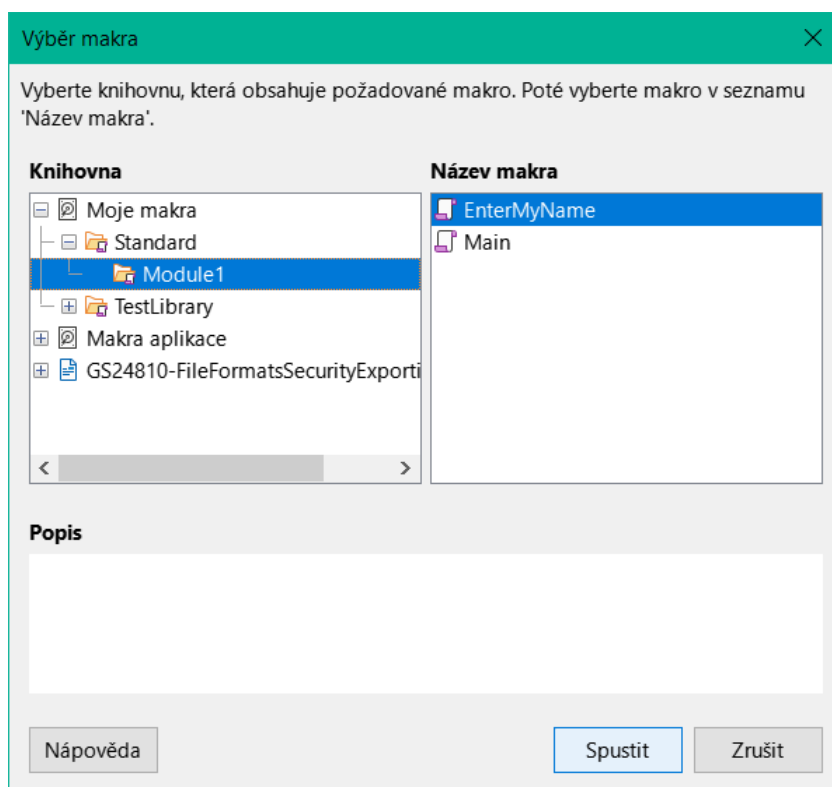 Výběr makra
Vyberte knihovnu, která obsahuje požadované makro. Poté vyberte makro v seznamu
'Název makra'.
Knihovna
Název makra
Moje makra
Standard
Module1
TestLibrary
Makra aplikace
GS24810-FileFormatsSecurityExporti
EnterMyName
Main
Popis
Nápověda
Spustit
Zrušit